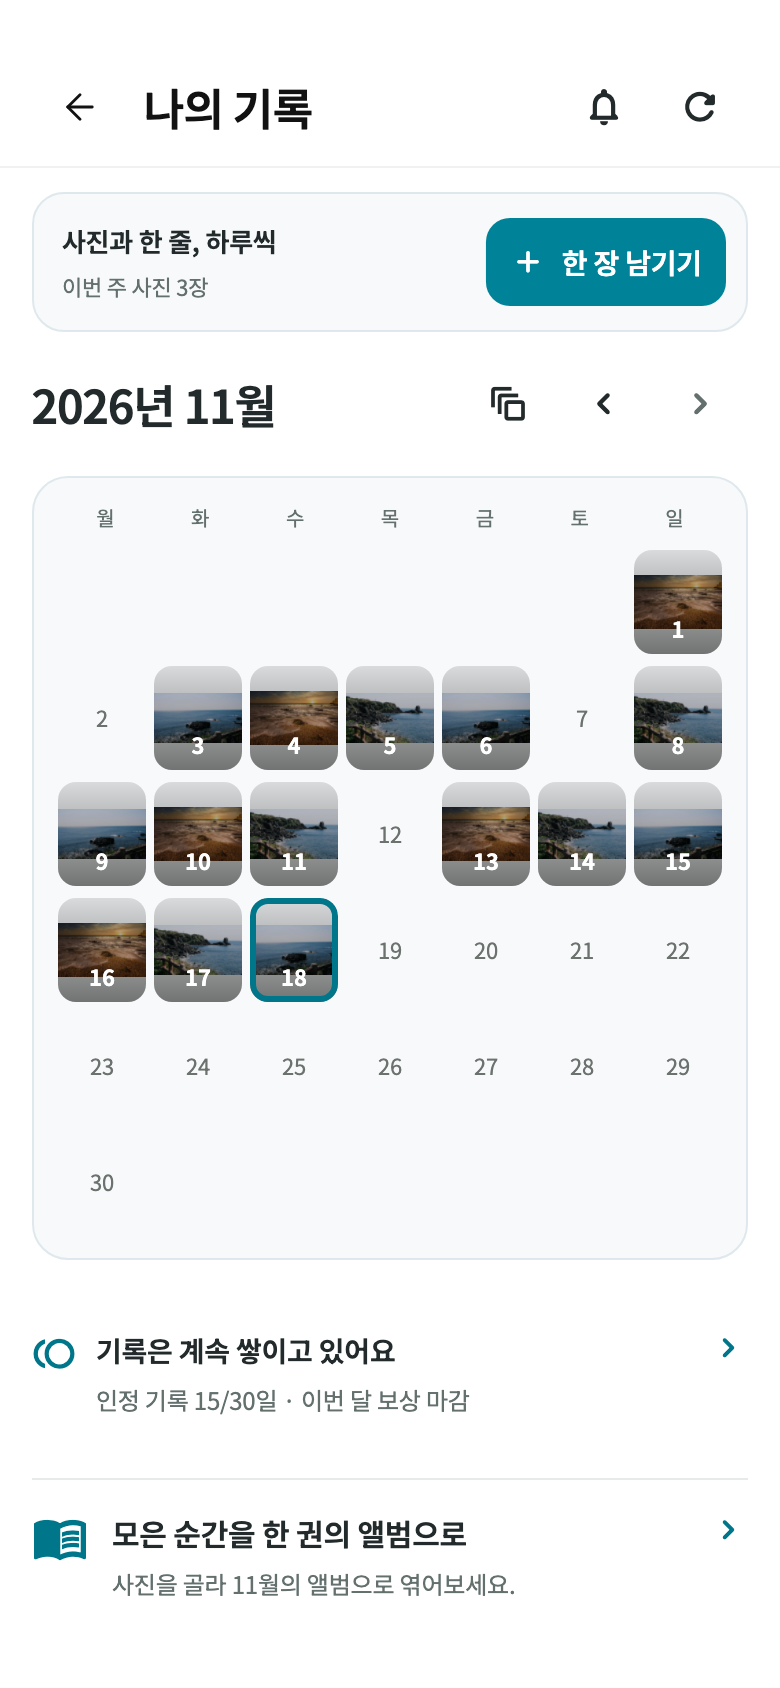 나의 기록
사진과 한 줄, 하루씩
이번 주 사진 3장
한 장 남기기
2026년 11월
월 화 수 목 금 토 일
1
2 3 4 5 6 7 8
9 10 11 12 13 14 15
16 17 18 19 20 21 22
23 24 25 26 27 28 29
30
기록은 계속 쌓이고 있어요
인정 기록 15/30일 · 이번 달 보상 마감
모은 순간을 한 권의 앨범으로
사진을 골라 11월의 앨범으로 엮어보세요.